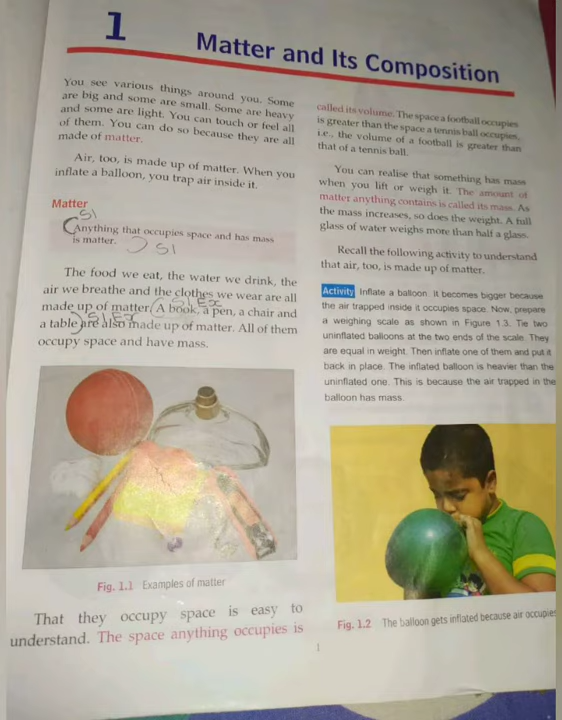 1
Matter and Its Composition
You see various things around you. Some
are big and some are small. Some are heavy
and some are light. You can touch or feel all
of them. You can do so because they are all
made of matter.
Air, too, is made up of matter. When you
inflate a balloon, you trap air inside it.
Matter
S1
Anything that occupies space and has mass
is matter.
S1
The food we eat, the water we drink, the
air we breathe and the clothes we wear are all
S1 Ex
made up of matter. A book, a pen, a chair and
S1 Ex
a table are also made up of matter. All of them
occupy space and have mass.
Fig. 1.1 Examples of matter
That they occupy space is easy to
understand. The space anything occupies is
called its volume. The space a football occupies
is greater than the space a tennis ball occupies,
i.e., the volume of a football is greater than
that of a tennis ball.
You can realise that something has mass
when you lift or weigh it. The amount of
matter anything contains is called its mass. As
the mass increases, so does the weight. A full
glass of water weighs more than half a glass.
Recall the following activity to understand
that air, too, is made up of matter.
Activity Inflate a balloon. It becomes bigger because
the air trapped inside it occupies space. Now, prepare
a weighing scale as shown in Figure 1.3. Tie two
uninflated balloons at the two ends of the scale. They
are equal in weight. Then inflate one of them and put it
back in place. The inflated balloon is heavier than the
uninflated one. This is because the air trapped in the
balloon has mass.
Fig. 1.2 The balloon gets inflated because air occupies
1